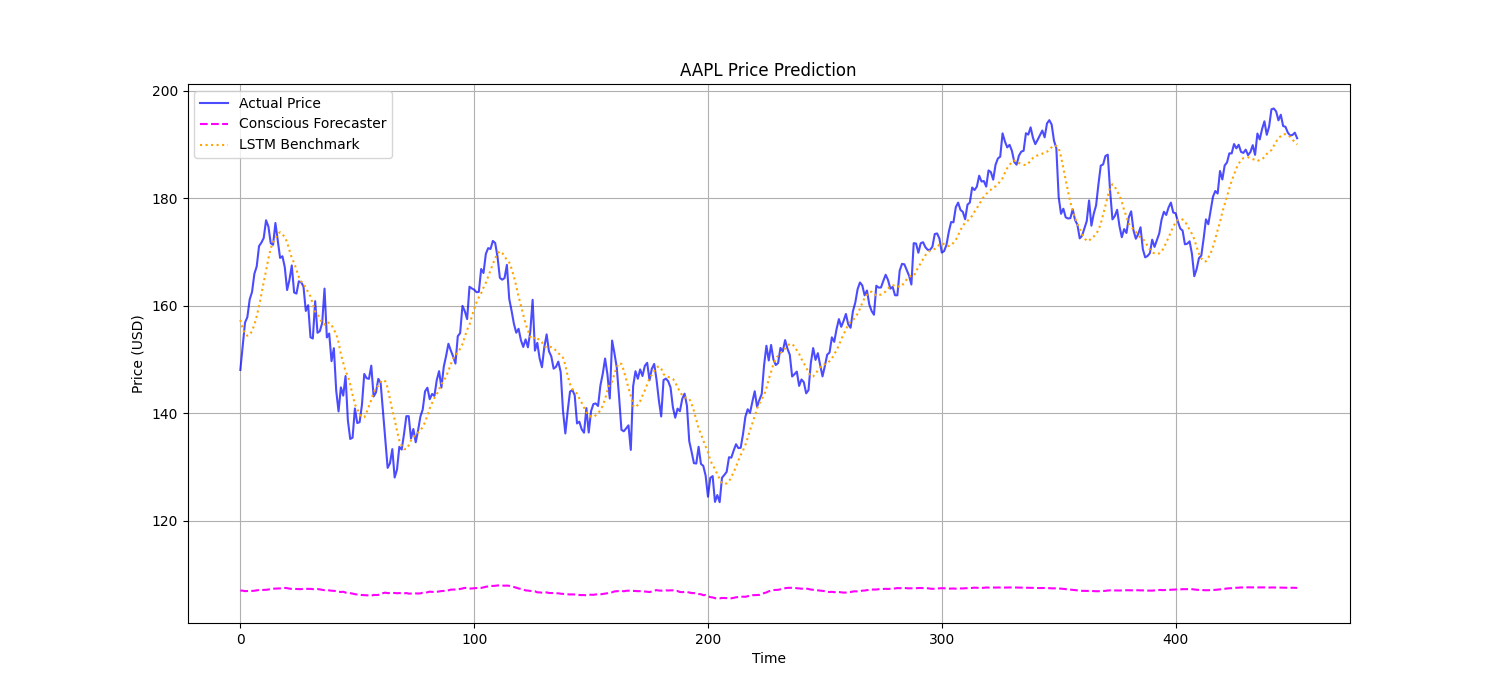 AAPL Price Prediction
Actual Price
Conscious Forecaster
LSTM Benchmark
Price (USD)
200
180
160
140
120
0 100 200 300 400
Time